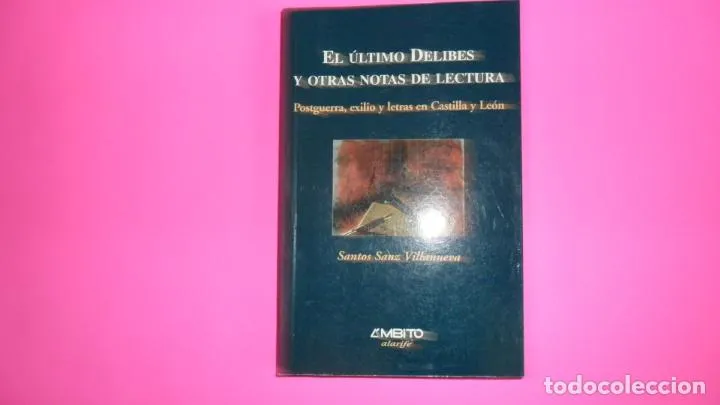 EL ÚLTIMO DELIBES
Y OTRAS NOTAS DE LECTURA
Postguerra, exilio y letras en Castilla y León
Santos Sanz Villanueva
ÁMBITO
alarife
todocoleccion